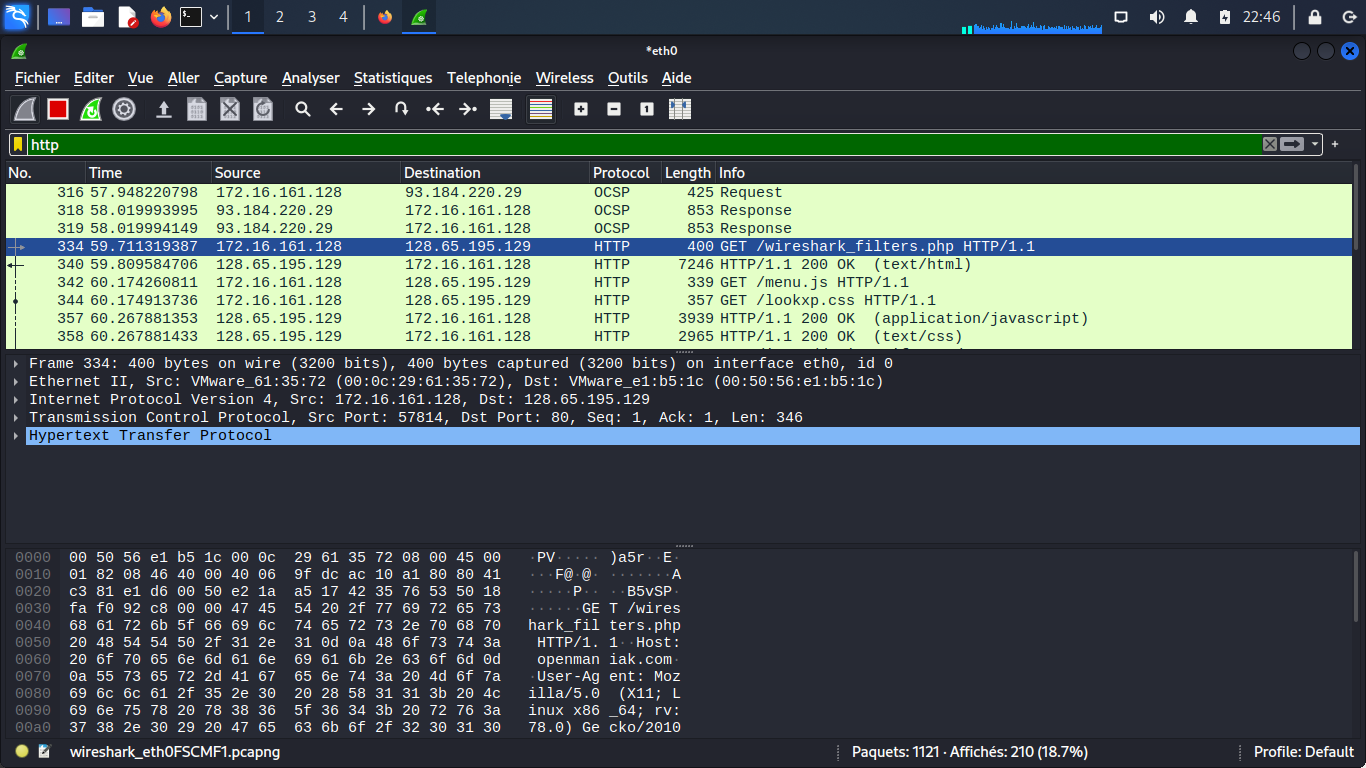 1 2 3 4 22:46
*eth0
Fichier Editer Vue Aller Capture Analyser Statistiques Telephonie Wireless Outils Aide
http
No. Time Source Destination Protocol Length Info
316 57.948220798 172.16.161.128 93.184.220.29 OCSP 425 Request
318 58.019993995 93.184.220.29 172.16.161.128 OCSP 853 Response
319 58.019994149 93.184.220.29 172.16.161.128 OCSP 853 Response
334 59.711319387 172.16.161.128 128.65.195.129 HTTP 400 GET /wireshark_filters.php HTTP/1.1
340 59.809584706 128.65.195.129 172.16.161.128 HTTP 7246 HTTP/1.1 200 OK (text/html)
342 60.174260811 172.16.161.128 128.65.195.129 HTTP 339 GET /menu.js HTTP/1.1
344 60.174913736 172.16.161.128 128.65.195.129 HTTP 357 GET /lookxp.css HTTP/1.1
357 60.267881353 128.65.195.129 172.16.161.128 HTTP 3939 HTTP/1.1 200 OK (application/javascript)
358 60.267881433 128.65.195.129 172.16.161.128 HTTP 2965 HTTP/1.1 200 OK (text/css)
Frame 334: 400 bytes on wire (3200 bits), 400 bytes captured (3200 bits) on interface eth0, id 0
Ethernet II, Src: VMware_61:35:72 (00:0c:29:61:35:72), Dst: VMware_e1:b5:1c (00:50:56:e1:b5:1c)
Internet Protocol Version 4, Src: 172.16.161.128, Dst: 128.65.195.129
Transmission Control Protocol, Src Port: 57814, Dst Port: 80, Seq: 1, Ack: 1, Len: 346
Hypertext Transfer Protocol
0000 00 50 56 e1 b5 1c 00 0c 29 61 35 72 08 00 45 00 ·PV····· )a5r··E·
0010 01 82 08 46 40 00 40 06 9f dc ac 10 a1 80 80 41 ···F@·@· ·······A
0020 c3 81 e1 d6 00 50 e2 1a a5 17 42 35 76 53 50 18 ·····P·· ··B5vSP·
0030 fa f0 92 c8 00 00 47 45 54 20 2f 77 69 72 65 73 ······GE T /wires
0040 68 61 72 6b 5f 66 69 6c 74 65 72 73 2e 70 68 70 hark_fil ters.php
0050 20 48 54 54 50 2f 31 2e 31 0d 0a 48 6f 73 74 3a HTTP/1. 1··Host:
0060 20 6f 70 65 6e 6d 61 6e 69 61 6b 2e 63 6f 6d 0d openman iak.com·
0070 0a 55 73 65 72 2d 41 67 65 6e 74 3a 20 4d 6f 7a ·User-Ag ent: Moz
0080 69 6c 6c 61 2f 35 2e 30 20 28 58 31 31 3b 20 4c illa/5.0 (X11; L
0090 69 6e 75 78 20 78 38 36 5f 36 34 3b 20 72 76 3a inux x86 _64; rv:
00a0 37 38 2e 30 29 20 47 65 63 6b 6f 2f 32 30 31 30 78.0) Ge cko/2010
wireshark_eth0FSCMF1.pcapng Paquets: 1121 · Affichés: 210 (18.7%) Profile: Default